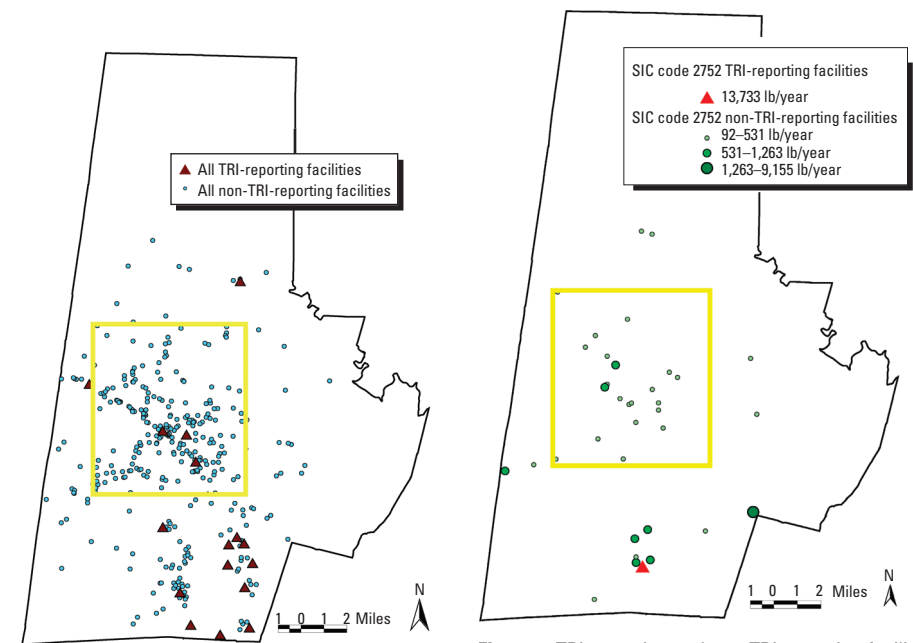 All TRI-reporting facilities
All non-TRI-reporting facilities
N
1 0 1 2 Miles
SIC code 2752 TRI-reporting facilities
13,733 lb/year
SIC code 2752 non-TRI-reporting facilities
92–531 lb/year
531–1,263 lb/year
1,263–9,155 lb/year
N
1 0 1 2 Miles